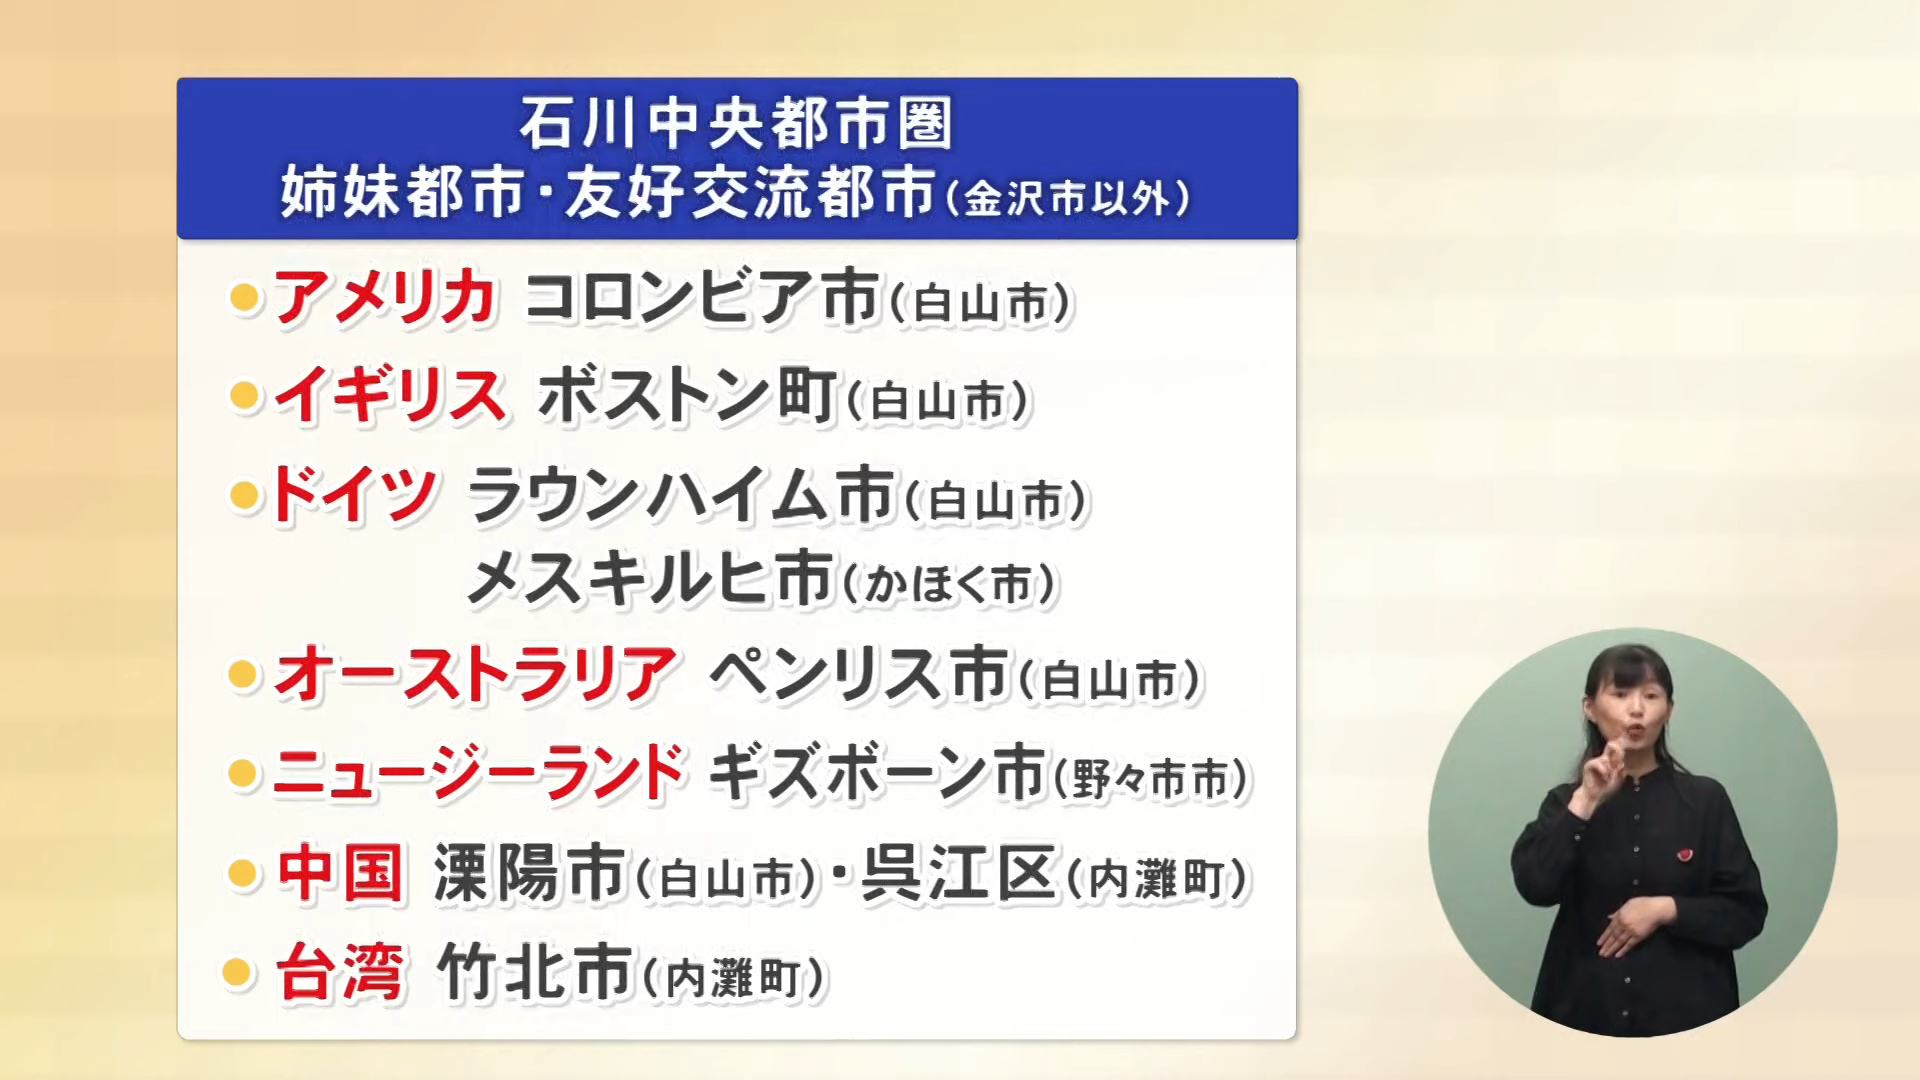 石川中央都市圏
姉妹都市・友好交流都市(金沢市以外)
アメリカ コロンビア市(白山市)
イギリス ボストン町(白山市)
ドイツ ラウンハイム市(白山市)
メスキルヒ市(かほく市)
オーストラリア ペンリス市(白山市)
ニュージーランド ギズボーン市(野々市市)
中国 溧陽市(白山市)・呉江区(内灘町)
台湾 竹北市(内灘町)